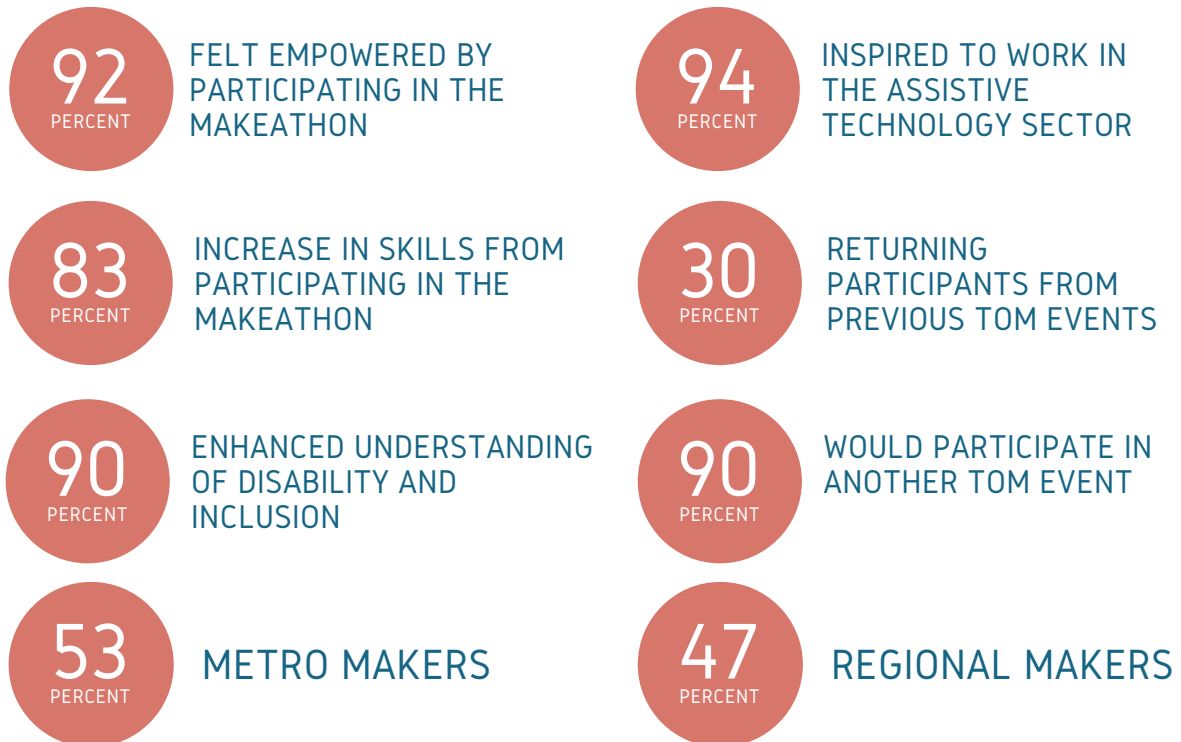 92
PERCENT
FELT EMPOWERED BY
PARTICIPATING IN THE
MAKEATHON
94
PERCENT
INSPIRED TO WORK IN
THE ASSISTIVE
TECHNOLOGY SECTOR
83
PERCENT
INCREASE IN SKILLS FROM
PARTICIPATING IN THE
MAKEATHON
30
PERCENT
RETURNING
PARTICIPANTS FROM
PREVIOUS TOM EVENTS
90
PERCENT
ENHANCED UNDERSTANDING
OF DISABILITY AND
INCLUSION
90
PERCENT
WOULD PARTICIPATE IN
ANOTHER TOM EVENT
53
PERCENT
METRO MAKERS
47
PERCENT
REGIONAL MAKERS